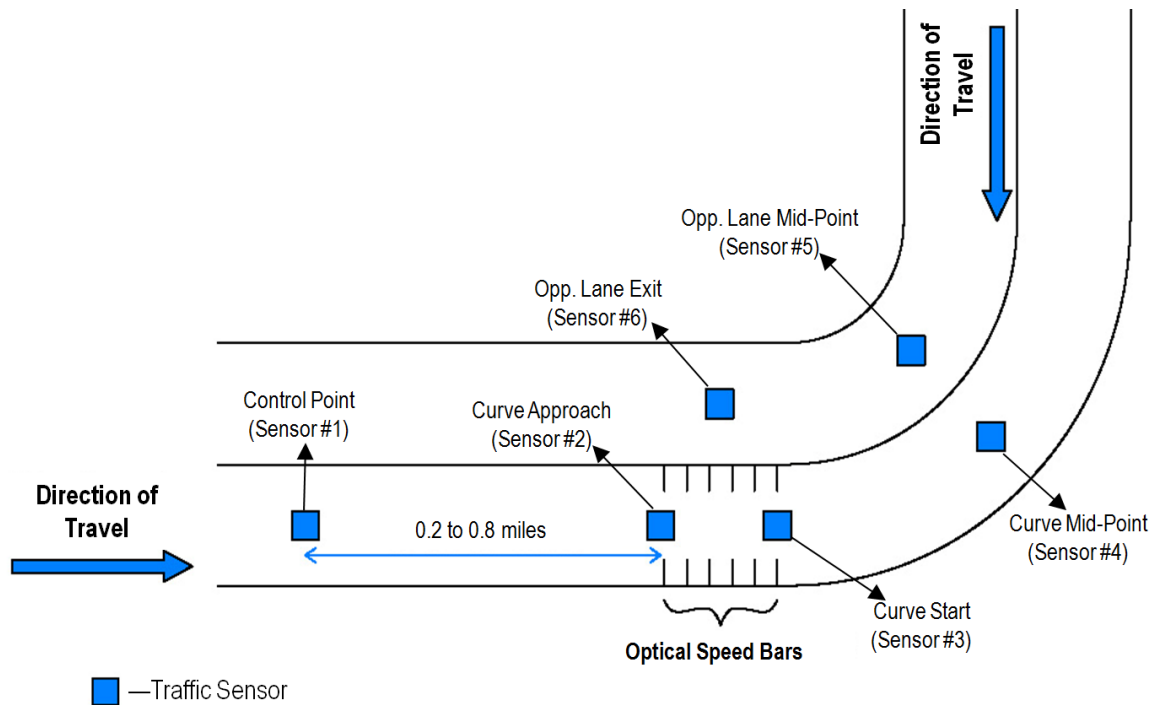 Direction of
Travel
Opp. Lane Mid-Point
(Sensor #5)
Opp. Lane Exit
(Sensor #6)
Control Point
(Sensor #1)
Curve Approach
(Sensor #2)
Direction of
Travel
0.2 to 0.8 miles
Curve Mid-Point
(Sensor #4)
Curve Start
(Sensor #3)
Optical Speed Bars
—Traffic Sensor